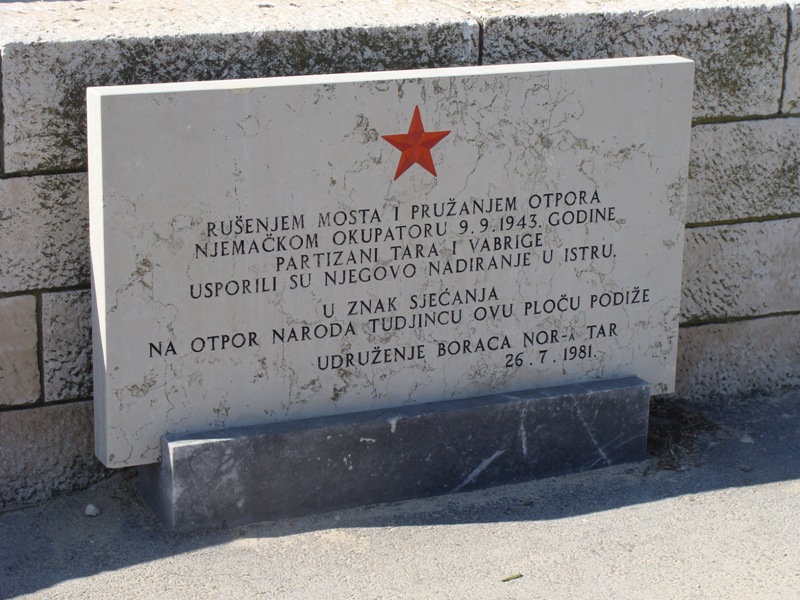 RUŠENJEM MOSTA I PRUŽANJEM OTPORA
NJEMAČKOM OKUPATORU 9.9.1943. GODINE
PARTIZANI TARA I VABRIGE
USPORILI SU NJEGOVO NADIRANJE U ISTRU.
U ZNAK SJEĆANJA
NA OTPOR NARODA TUDJINCU OVU PLOČU PODIŽE
UDRUŽENJE BORACA NOR-A TAR
26.7.1981.